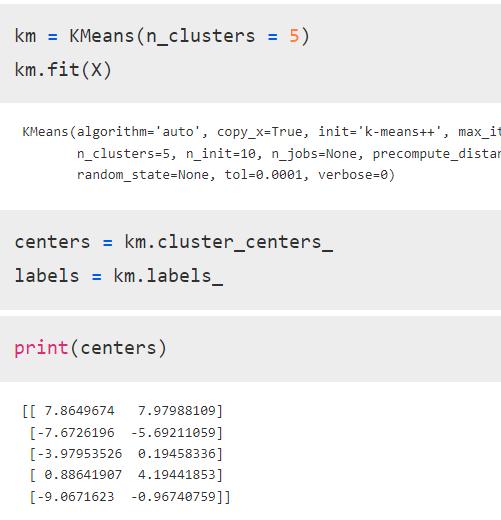 km = KMeans(n_clusters = 5)
km.fit(X)
KMeans(algorithm='auto', copy_x=True, init='k-means++',
n_clusters=5, n_init=10, n_jobs=None,
random_state=None, tol=0.0001, verbose=0)
centers = km.cluster_centers_
labels = km.labels_
print(centers)
[[ 7.8649674 7.97988109]
[-7.6726196 -5.69211059]
[-3.97953526 0.19458336]
[ 0.88641907 4.19441853]
[-9.0671623 -0.96740759]]